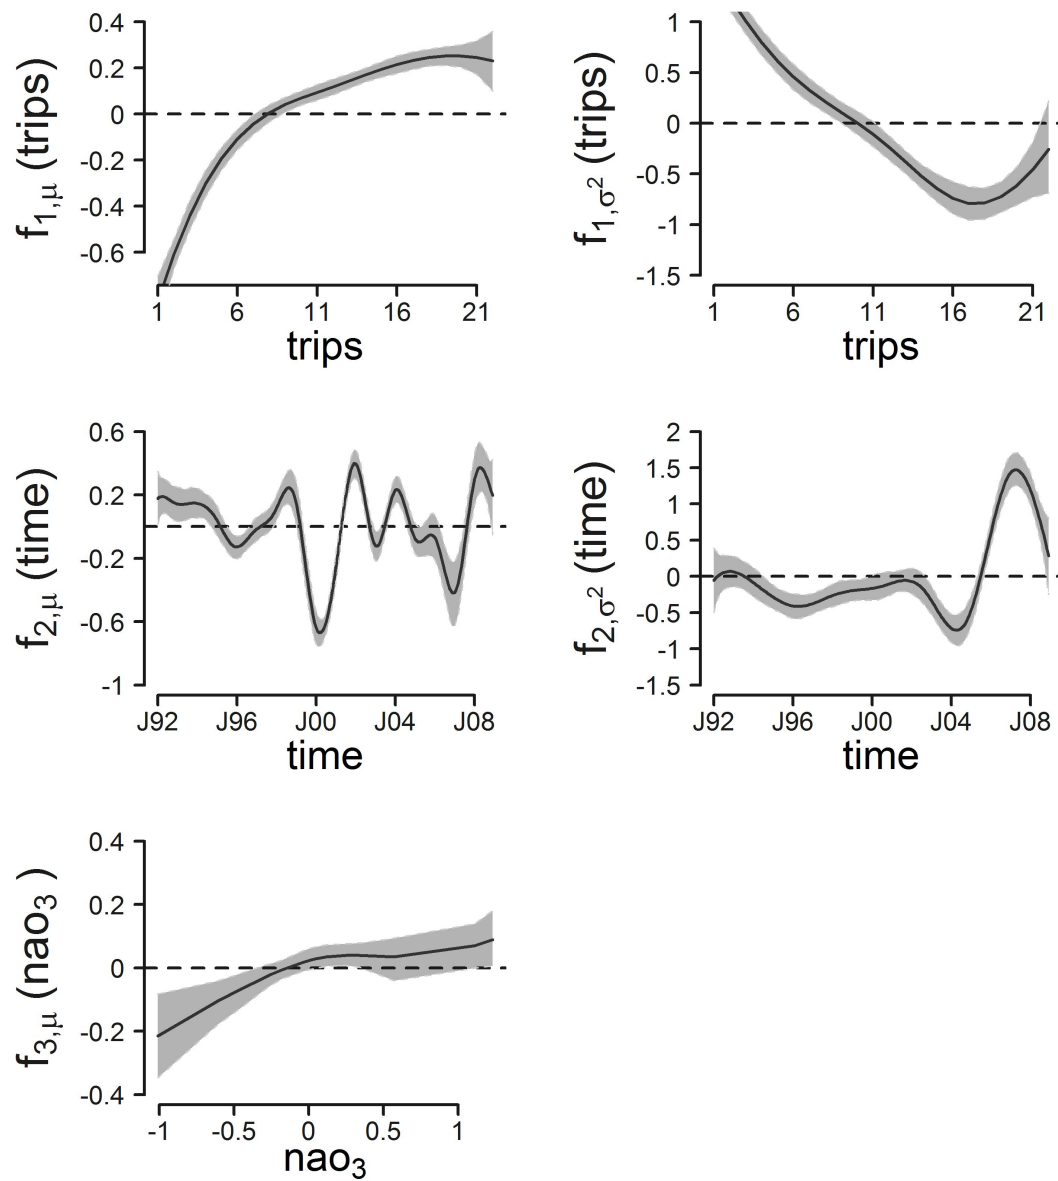 f1,μ (trips)
0.4
0.2
0
-0.2
-0.4
-0.6
1 6 11 16 21
trips
f1,σ² (trips)
1
0.5
0
-0.5
-1
-1.5
1 6 11 16 21
trips
f2,μ (time)
0.6
0.2
-0.2
-0.6
-1
J92 J96 J00 J04 J08
time
f2,σ² (time)
2
1.5
1
0.5
0
-0.5
-1
-1.5
J92 J96 J00 J04 J08
time
f3,μ (nao3 )
0.4
0.2
0
-0.2
-0.4
-1 -0.5 0 0.5 1
nao3